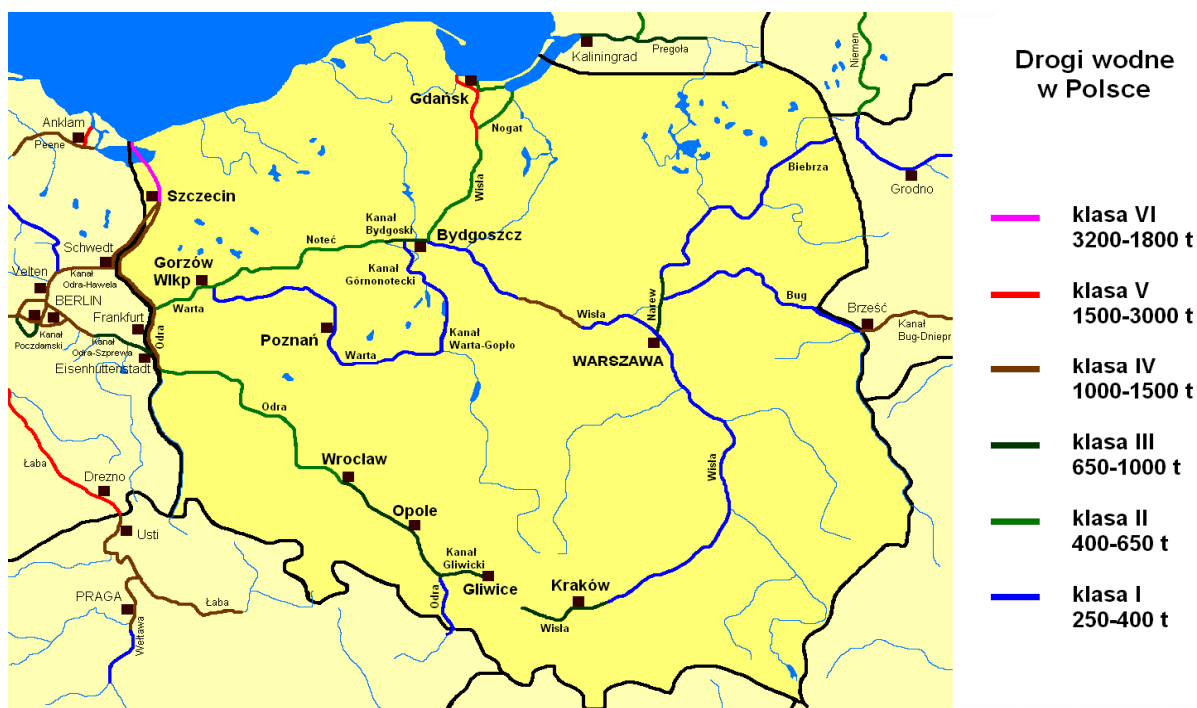 Drogi wodne
w Polsce
klasa VI
3200-1800 t
klasa V
1500-3000 t
klasa IV
1000-1500 t
klasa III
650-1000 t
klasa II
400-650 t
klasa I
250-400 t
Kaliningrad
Pregoła
Niemen
Gdańsk
Nogat
Anklam
Peene
Biebrza
Grodno
Szczecin
Wisła
Kanał
Bydgoski
Bydgoszcz
Noteć
Schwedt
Gorzów
Wlkp
Kanał
Górnonotecki
Velten
Kanał
Odra-Hawela
BERLIN
Warta
Frankfurt
Narew
Bug
Brześć
Kanał
Bug-Dniepr
Kanał
Poczdamski
Kanał
Odra-Szprewa
Odra
Poznań
Warta
Kanał
Warta-Gopło
Wisła
WARSZAWA
Eisenhüttenstadt
Odra
Wisła
Łaba
Drezno
Wrocław
Usti
Opole
Kanał
Gliwicki
Gliwice
Odra
Kraków
Wisła
PRAGA
Łaba
Wełtawa